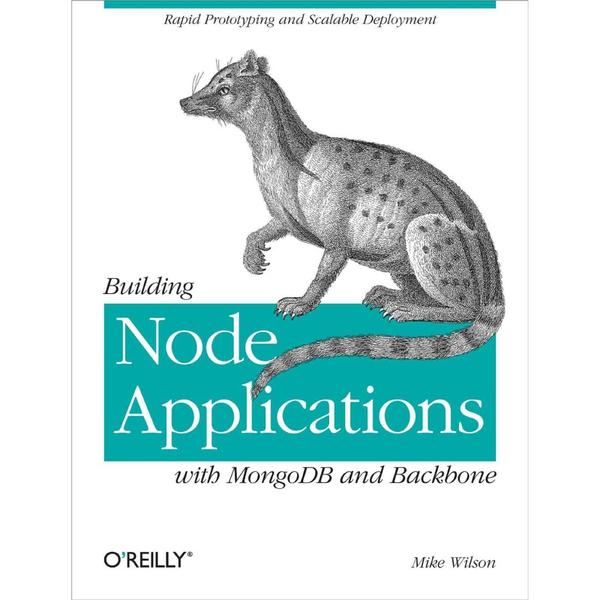 Rapid Prototyping and Scalable Deployment
Building
Node
Applications
with MongoDB and Backbone
O'REILLY®
Mike Wilson